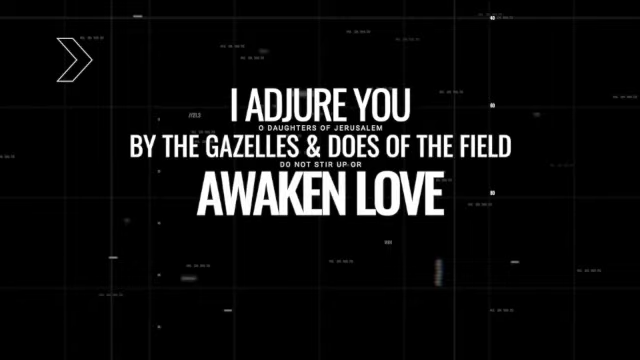 I ADJURE YOU
O DAUGHTERS OF JERUSALEM
BY THE GAZELLES & DOES OF THE FIELD
DO NOT STIR UP OR
AWAKEN LOVE